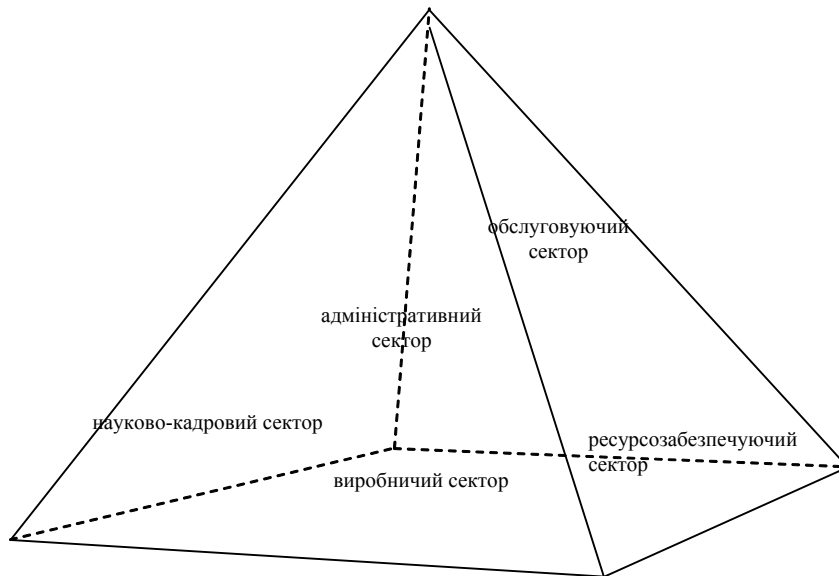 обслуговуючий
сектор
адміністративний
сектор
науково-кадровий сектор
ресурсозабезпечуючий
сектор
виробничий сектор